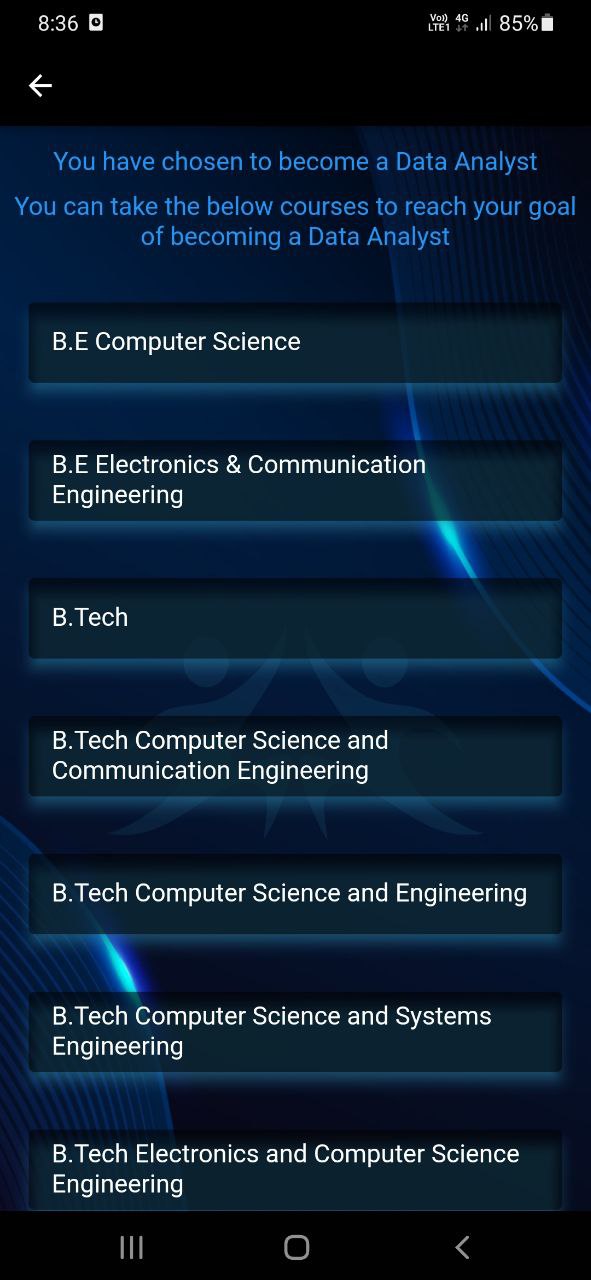 8:36
Vo)) 4G
LTE1
85%
You have chosen to become a Data Analyst
You can take the below courses to reach your goal
of becoming a Data Analyst
B.E Computer Science
B.E Electronics & Communication
Engineering
B.Tech
B.Tech Computer Science and
Communication Engineering
B.Tech Computer Science and Engineering
B.Tech Computer Science and Systems
Engineering
B.Tech Electronics and Computer Science
Engineering